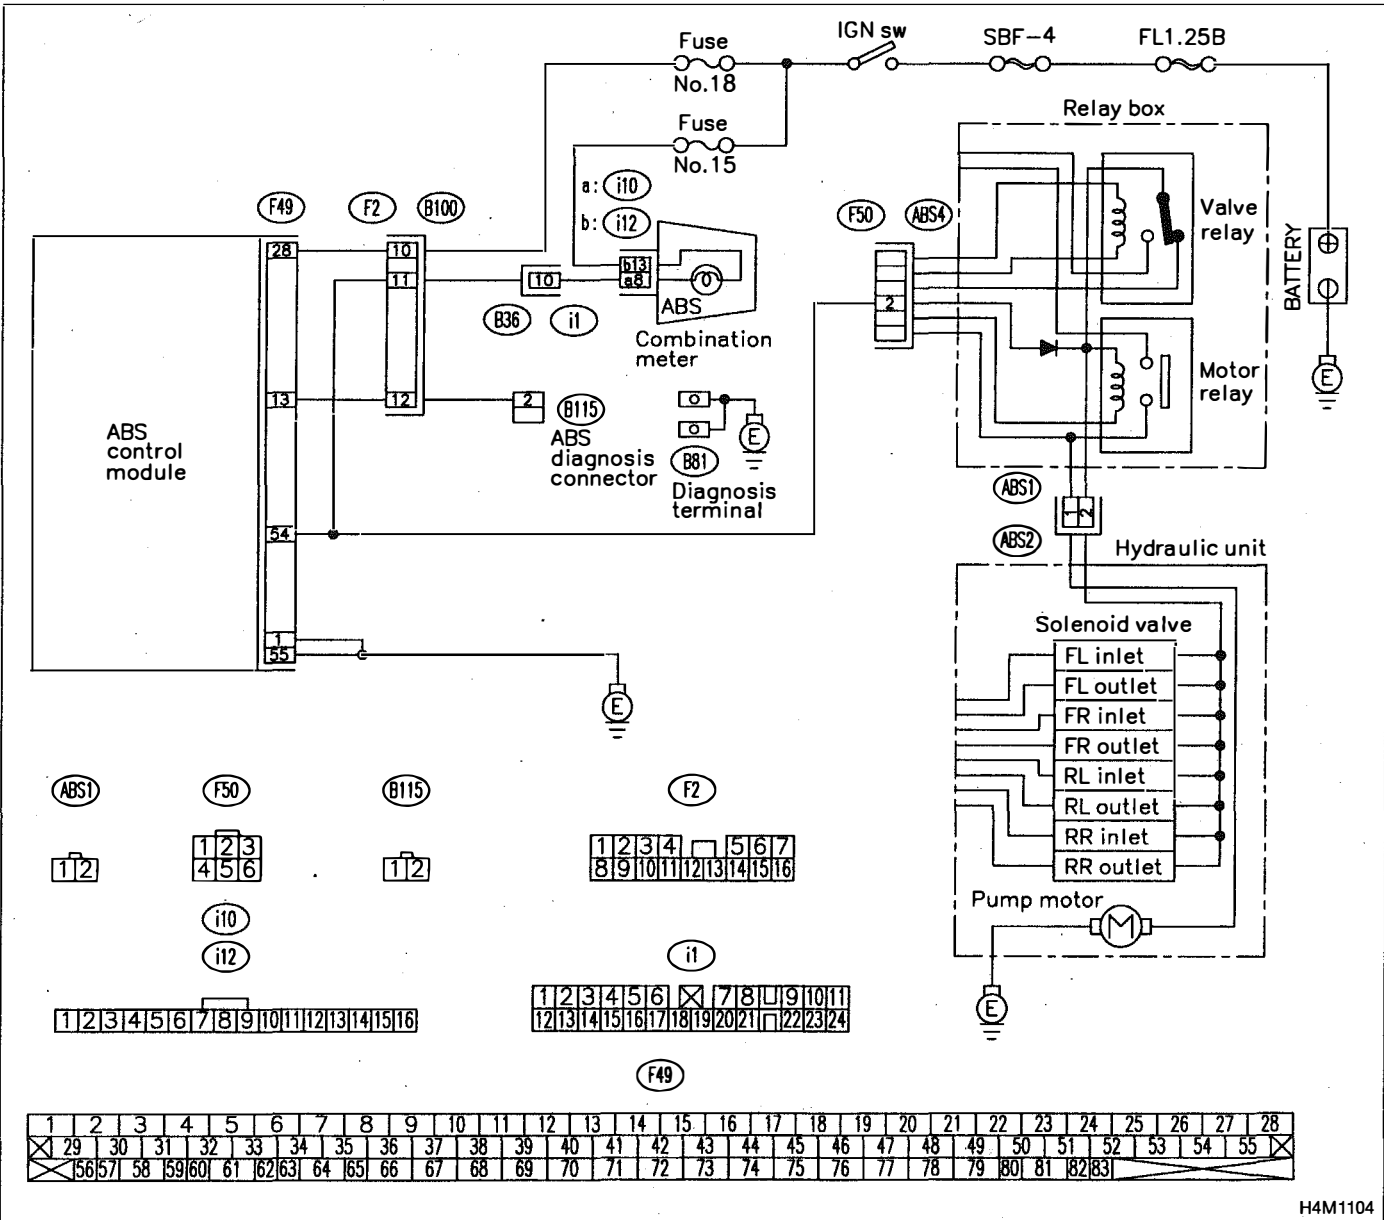 Fuse
No.18
IGN sw
SBF-4
FL1.25B
Fuse
No.15
Relay box
a: i10
b: i12
F49
F2
B100
F50
ABS4
Valve
relay
BATTERY
28
10
11
10
b13
a8
ABS
2
B36
i1
Combination
meter
Motor
relay
13
12
2
B115
ABS
diagnosis
connector
B81
Diagnosis
terminal
E
E
ABS
control
module
54
ABS1
1
2
ABS2
Hydraulic unit
1
55
E
Solenoid valve
FL inlet
FL outlet
FR inlet
FR outlet
RL inlet
RL outlet
RR inlet
RR outlet
Pump motor
M
E
ABS1
F50
B115
F2
1 2
1 2 3
4 5 6
1 2
1 2 3 4 5 6 7
8 9 10 11 12 13 14 15 16
i10
i12
i1
1 2 3 4 5 6 7 8 9 10 11 12 13 14 15 16
1 2 3 4 5 6 7 8 9 10 11
12 13 14 15 16 17 18 19 20 21 22 23 24
F49
1 2 3 4 5 6 7 8 9 10 11 12 13 14 15 16 17 18 19 20 21 22 23 24 25 26 27 28
29 30 31 32 33 34 35 36 37 38 39 40 41 42 43 44 45 46 47 48 49 50 51 52 53 54 55
56 57 58 59 60 61 62 63 64 65 66 67 68 69 70 71 72 73 74 75 76 77 78 79 80 81 82 83
H4M1104